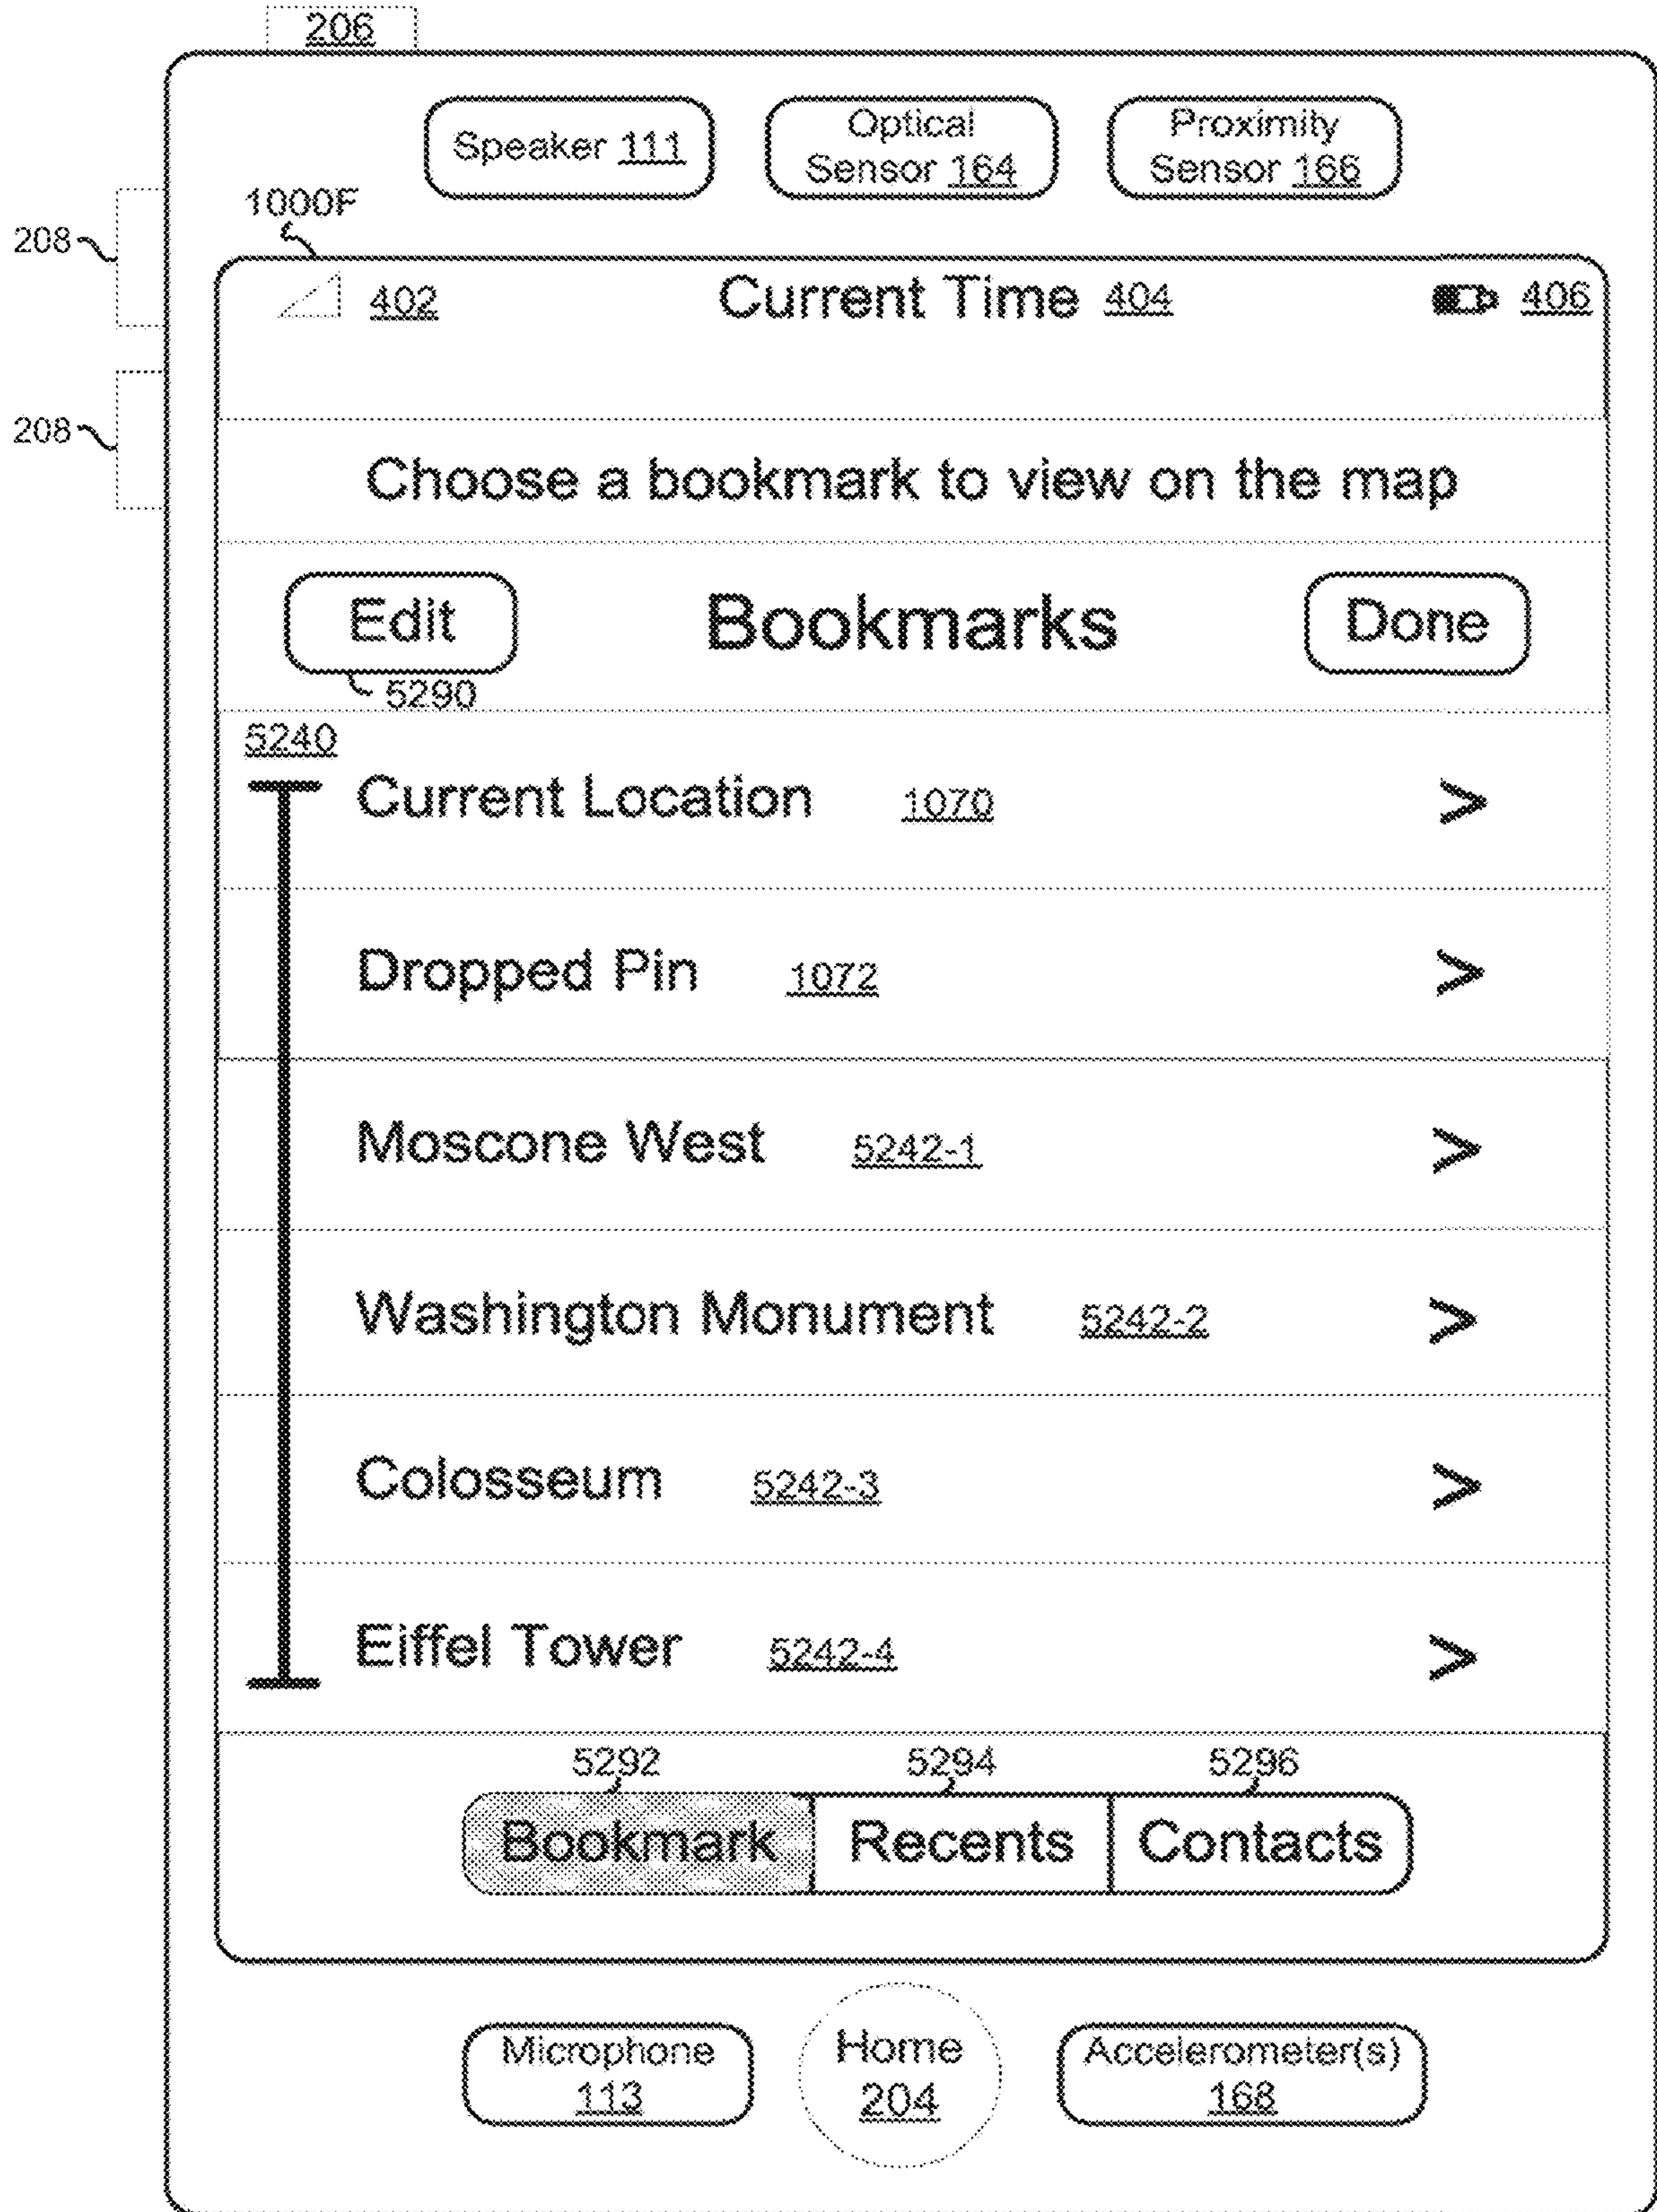 206
Speaker 111
Optical
Sensor 164
Proximity
Sensor 166
1000F
208
402 Current Time 404 406
208
Choose a bookmark to view on the map
Edit Bookmarks Done
5290
5240
Current Location 1070 >
Dropped Pin 1072 >
Moscone West 5242-1 >
Washington Monument 5242-2 >
Colosseum 5242-3 >
Eiffel Tower 5242-4 >
5292 5294 5296
Bookmark Recents Contacts
Microphone
113
Home
204
Accelerometer(s)
168